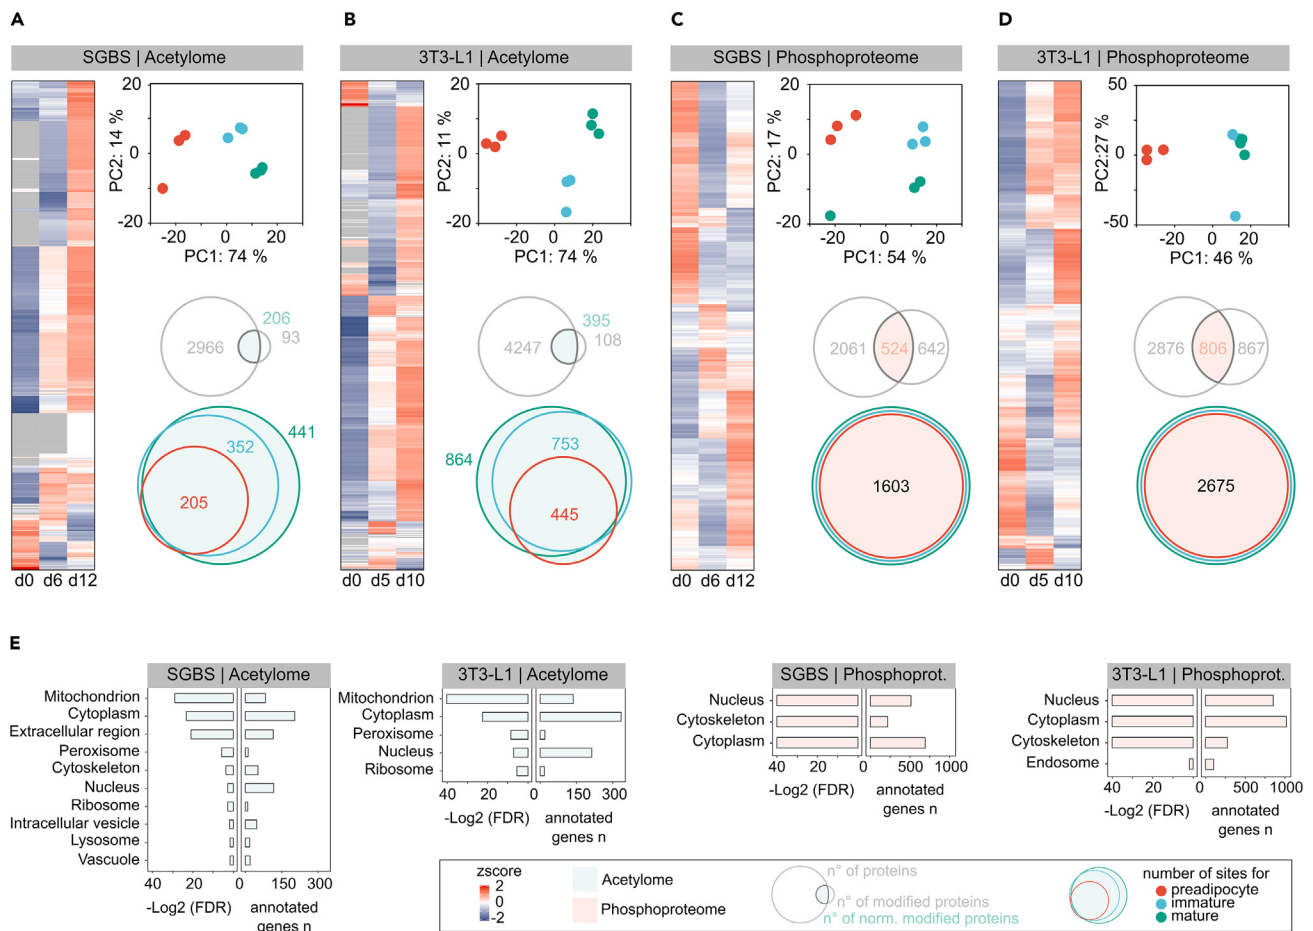 A
B
C
D
SGBS | Acetylome
3T3-L1 | Acetylome
SGBS | Phosphoproteome
3T3-L1 | Phosphoproteome
20
0
-20
PC2: 14 %
-20
0
20
PC1: 74 %
20
0
-20
PC2: 11 %
-20
0
20
PC1: 74 %
20
0
-20
PC2: 17 %
-20
0
20
PC1: 54 %
50
0
-50
PC2:27 %
-50
0
50
PC1: 46 %
2966
206
93
4247
395
108
2061
524
642
2876
806
867
441
352
205
864
753
445
1603
2675
d0 d6 d12
d0 d5 d10
d0 d6 d12
d0 d5 d10
E
SGBS | Acetylome
Mitochondrion
Cytoplasm
Extracellular region
Peroxisome
Cytoskeleton
Nucleus
Ribosome
Intracellular vesicle
Lysosome
Vacuole
40 20 0 0 150 300
-Log2 (FDR)
annotated
genes n
3T3-L1 | Acetylome
Mitochondrion
Cytoplasm
Peroxisome
Nucleus
Ribosome
40 20 0 150 300
-Log2 (FDR)
annotated
genes n
SGBS | Phosphoprot.
Nucleus
Cytoskeleton
Cytoplasm
40 20 0 0 500 1000
-Log2 (FDR)
annotated
genes n
3T3-L1 | Phosphoprot.
Nucleus
Cytoplasm
Cytoskeleton
Endosome
40 20 0 0 500 1000
-Log2 (FDR)
annotated
genes n
zscore
2
0
-2
Acetylome
Phosphoproteome
n° of proteins
n° of modified proteins
n° of norm. modified proteins
number of sites for
preadipocyte
immature
mature